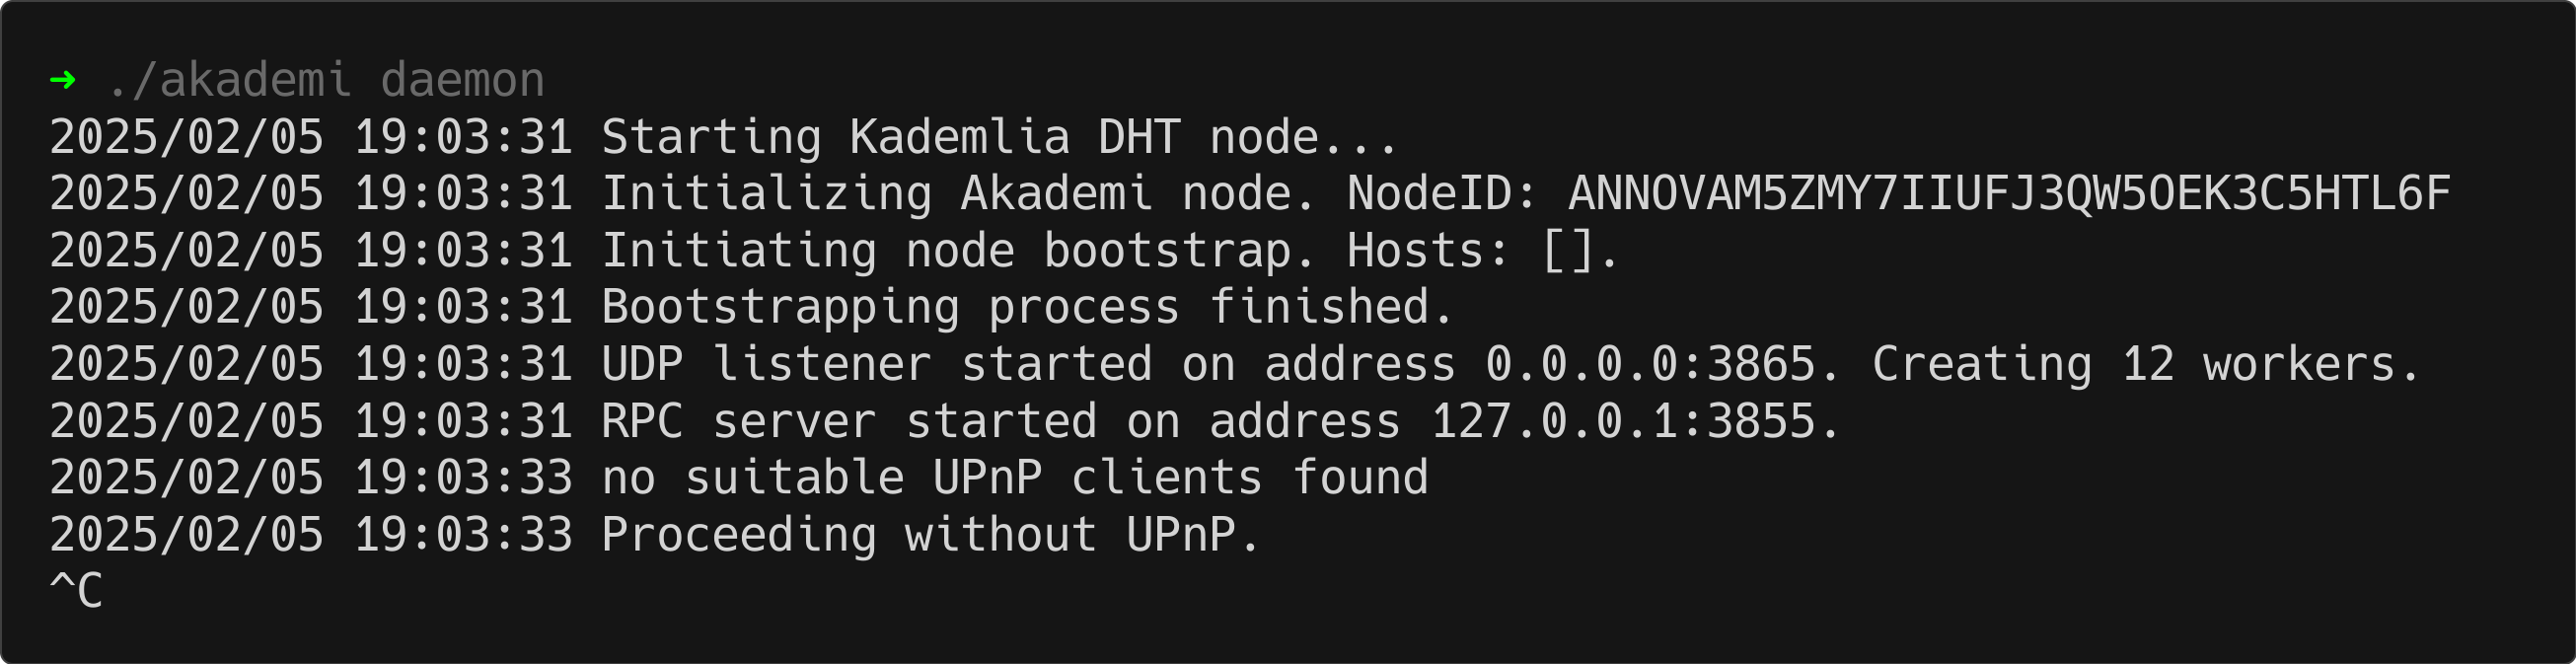 ➜ ./akademi daemon
2025/02/05 19:03:31 Starting Kademlia DHT node...
2025/02/05 19:03:31 Initializing Akademi node. NodeID: ANNOVAM5ZMY7IIUFJ3QW5OEK3C5HTL6F
2025/02/05 19:03:31 Initiating node bootstrap. Hosts: [].
2025/02/05 19:03:31 Bootstrapping process finished.
2025/02/05 19:03:31 UDP listener started on address 0.0.0.0:3865. Creating 12 workers.
2025/02/05 19:03:31 RPC server started on address 127.0.0.1:3855.
2025/02/05 19:03:33 no suitable UPnP clients found
2025/02/05 19:03:33 Proceeding without UPnP.
^C